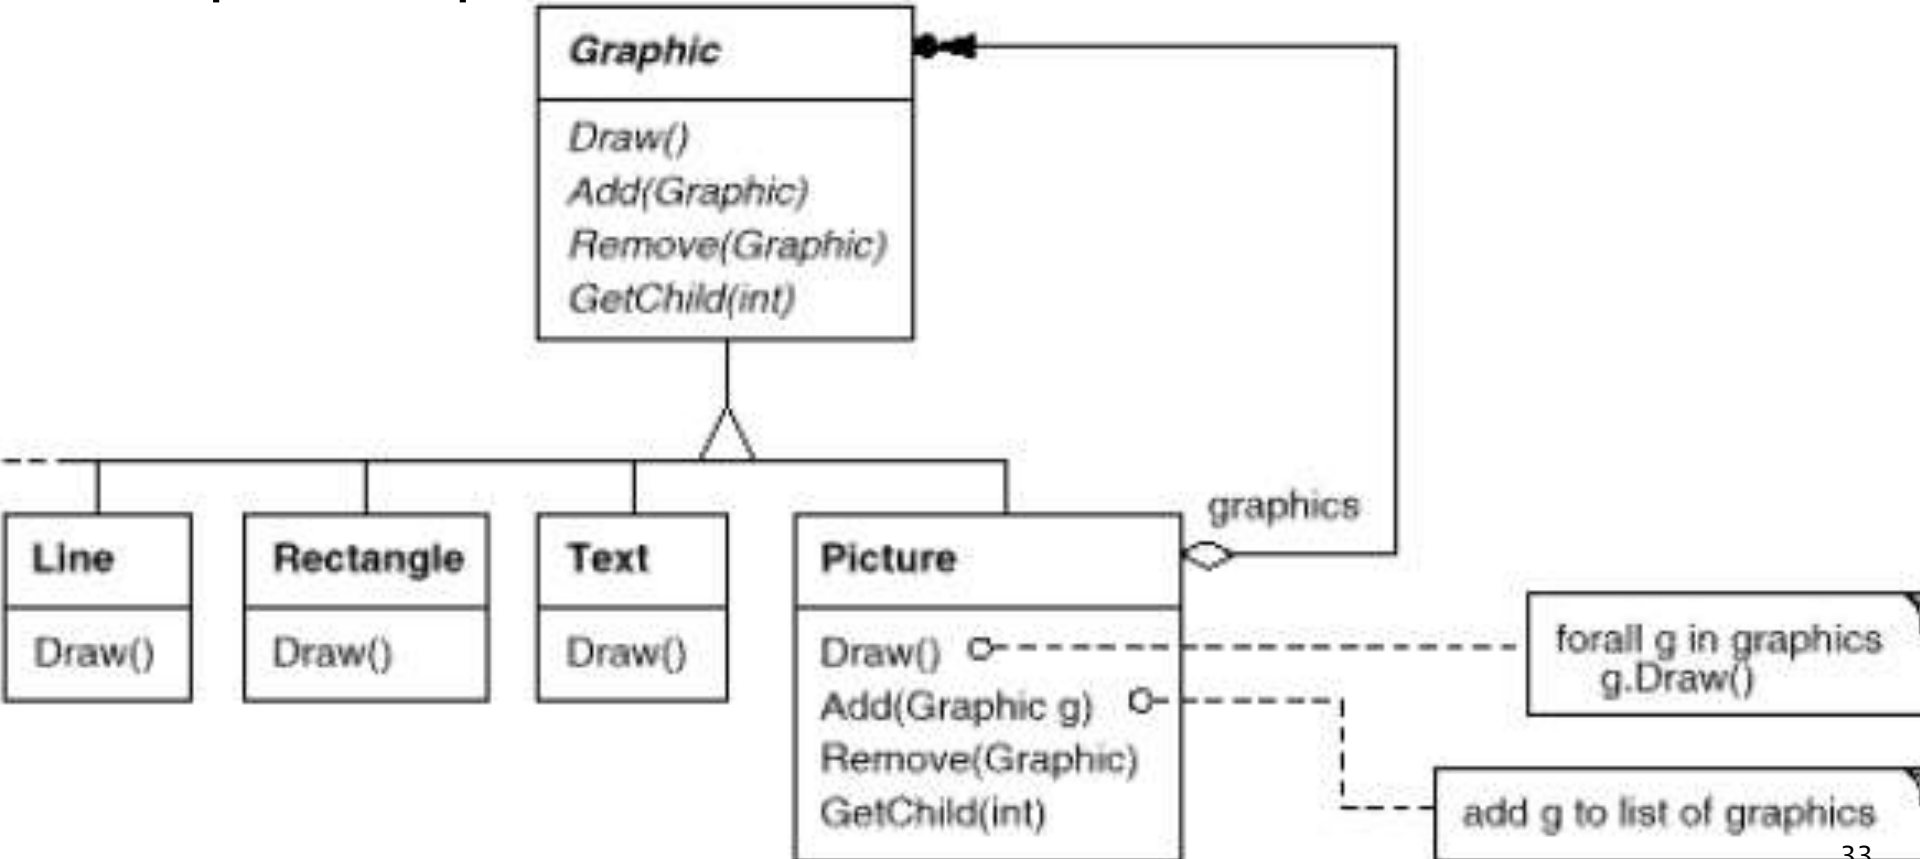 Graphic
Draw()
Add(Graphic)
Remove(Graphic)
GetChild(int)
graphics
Line
Draw()
Rectangle
Draw()
Text
Draw()
Picture
Draw()
Add(Graphic g)
Remove(Graphic)
GetChild(int)
forall g in graphics
g.Draw()
add g to list of graphics
33